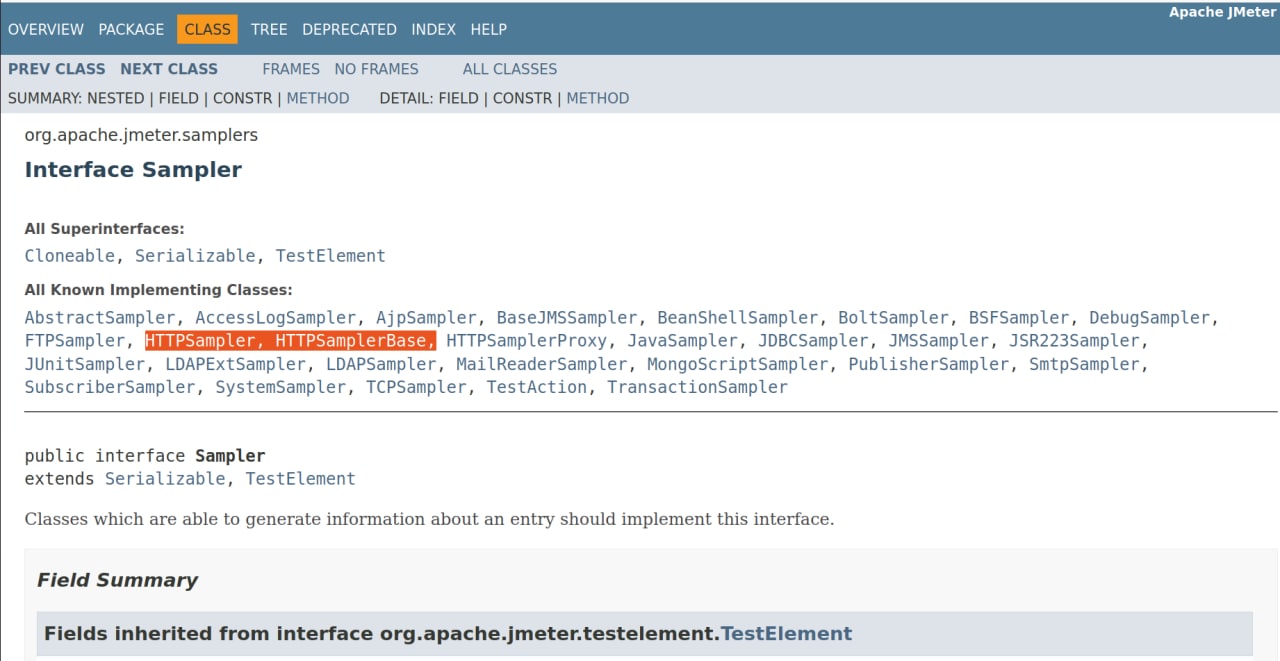 Apache JMeter
OVERVIEW PACKAGE CLASS TREE DEPRECATED INDEX HELP
PREV CLASS NEXT CLASS FRAMES NO FRAMES ALL CLASSES
SUMMARY: NESTED | FIELD | CONSTR | METHOD DETAIL: FIELD | CONSTR | METHOD
org.apache.jmeter.samplers
Interface Sampler
All Superinterfaces:
Cloneable, Serializable, TestElement
All Known Implementing Classes:
AbstractSampler, AccessLogSampler, AjpSampler, BaseJMSSampler, BeanShellSampler, BoltSampler, BSFSampler, DebugSampler,
FTPSampler, HTTPSampler, HTTPSamplerBase, HTTPSamplerProxy, JavaSampler, JDBCSampler, JMSSampler, JSR223Sampler,
JUnitSampler, LDAPExtSampler, LDAPSampler, MailReaderSampler, MongoScriptSampler, PublisherSampler, SmtpSampler,
SubscriberSampler, SystemSampler, TCPSampler, TestAction, TransactionSampler
public interface Sampler
extends Serializable, TestElement
Classes which are able to generate information about an entry should implement this interface.
Field Summary
Fields inherited from interface org.apache.jmeter.testelement.TestElement